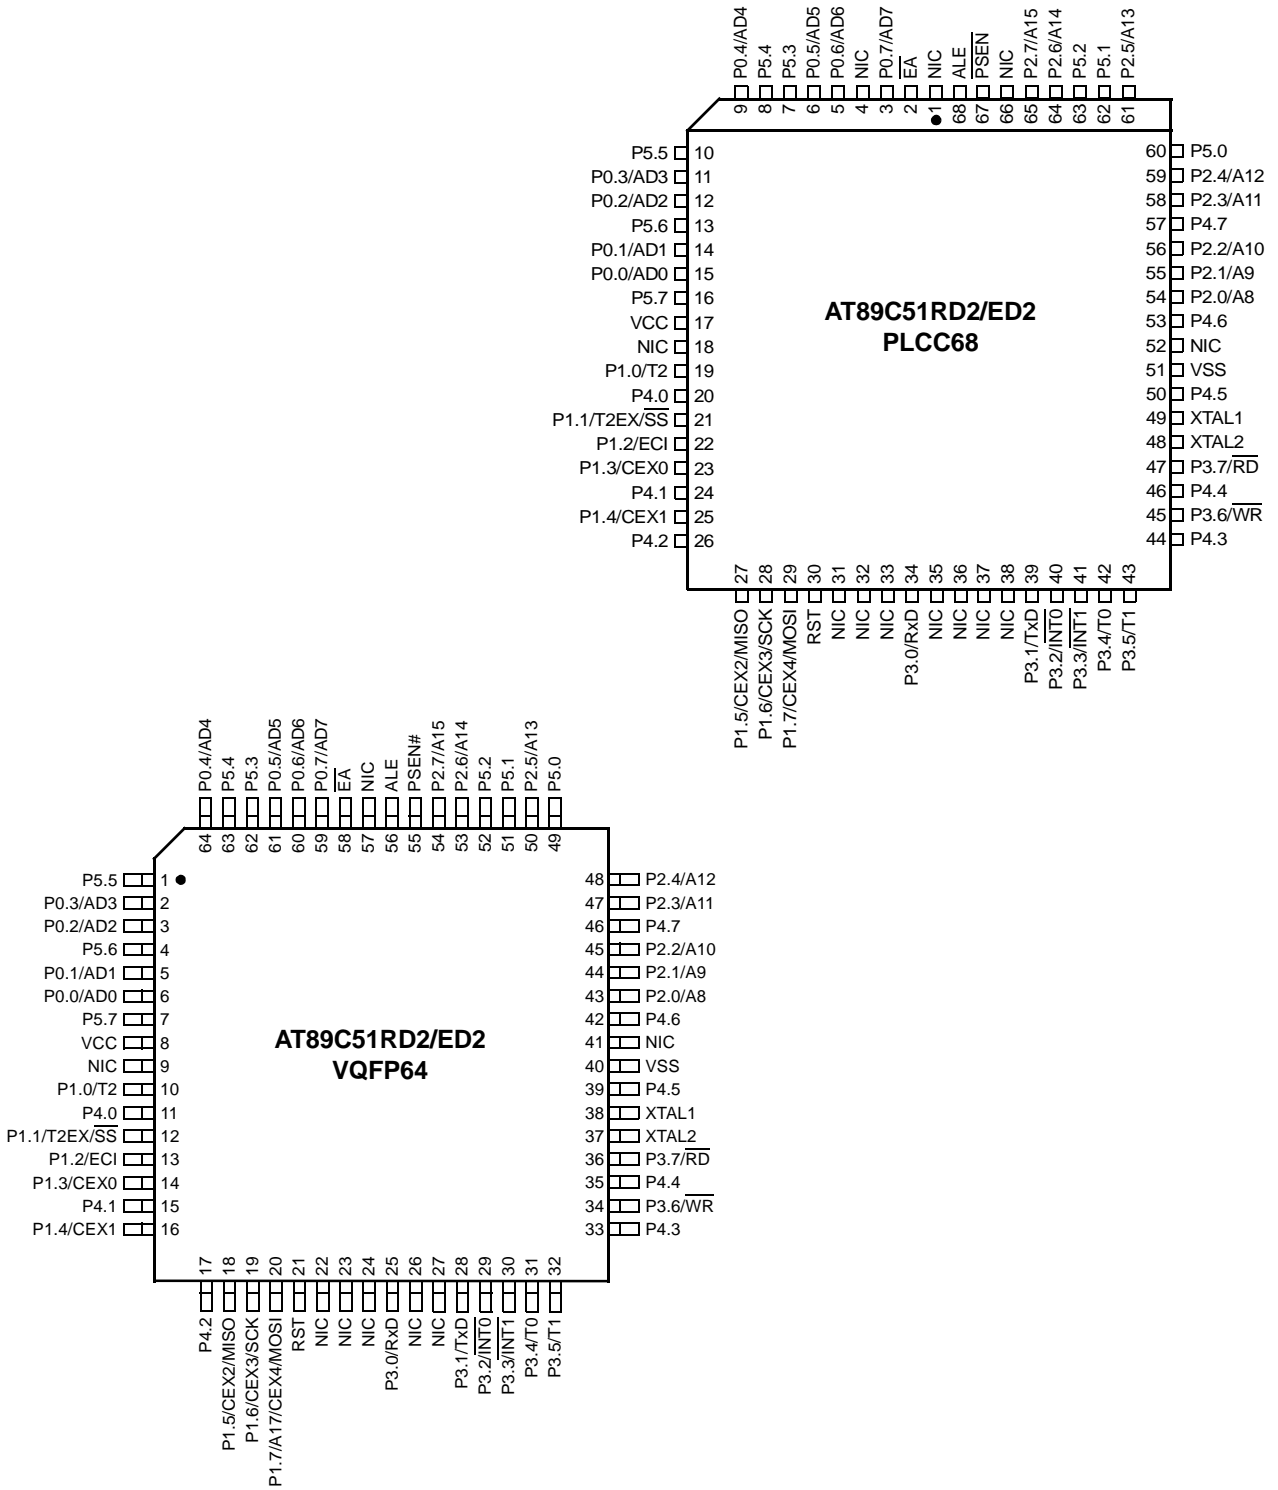 P0.4/AD4
P5.4
P5.3
P0.5/AD5
P0.6/AD6
NIC
P0.7/AD7
EA
NIC
ALE
PSEN
NIC
P2.7/A15
P2.6/A14
P5.2
P5.1
P2.5/A13
9
8
7
6
5
4
3
2
1
68
67
66
65
64
63
62
61
P5.5 10
P0.3/AD3 11
P0.2/AD2 12
P5.6 13
P0.1/AD1 14
P0.0/AD0 15
P5.7 16
VCC 17
NIC 18
P1.0/T2 19
P4.0 20
P1.1/T2EX/SS 21
P1.2/ECI 22
P1.3/CEX0 23
P4.1 24
P1.4/CEX1 25
P4.2 26
AT89C51RD2/ED2
PLCC68
60 P5.0
59 P2.4/A12
58 P2.3/A11
57 P4.7
56 P2.2/A10
55 P2.1/A9
54 P2.0/A8
53 P4.6
52 NIC
51 VSS
50 P4.5
49 XTAL1
48 XTAL2
47 P3.7/RD
46 P4.4
45 P3.6/WR
44 P4.3
27
28
29
30
31
32
33
34
35
36
37
38
39
40
41
42
43
P1.5/CEX2/MISO
P1.6/CEX3/SCK
P1.7/CEX4/MOSI
RST
NIC
NIC
NIC
P3.0/RxD
NIC
NIC
NIC
NIC
P3.1/TxD
P3.2/INT0
P3.3/INT1
P3.4/T0
P3.5/T1
P0.4/AD4
P5.4
P5.3
P0.5/AD5
P0.6/AD6
P0.7/AD7
EA
NIC
ALE
PSEN#
P2.7/A15
P2.6/A14
P5.2
P5.1
P2.5/A13
P5.0
64
63
62
61
60
59
58
57
56
55
54
53
52
51
50
49
P5.5 1
P0.3/AD3 2
P0.2/AD2 3
P5.6 4
P0.1/AD1 5
P0.0/AD0 6
P5.7 7
VCC 8
NIC 9
P1.0/T2 10
P4.0 11
P1.1/T2EX/SS 12
P1.2/ECI 13
P1.3/CEX0 14
P4.1 15
P1.4/CEX1 16
AT89C51RD2/ED2
VQFP64
48 P2.4/A12
47 P2.3/A11
46 P4.7
45 P2.2/A10
44 P2.1/A9
43 P2.0/A8
42 P4.6
41 NIC
40 VSS
39 P4.5
38 XTAL1
37 XTAL2
36 P3.7/RD
35 P4.4
34 P3.6/WR
33 P4.3
17
18
19
20
21
22
23
24
25
26
27
28
29
30
31
32
P4.2
P1.5/CEX2/MISO
P1.6/CEX3/SCK
P1.7/A17/CEX4/MOSI
RST
NIC
NIC
NIC
P3.0/RxD
NIC
NIC
P3.1/TxD
P3.2/INT0
P3.3/INT1
P3.4/T0
P3.5/T1